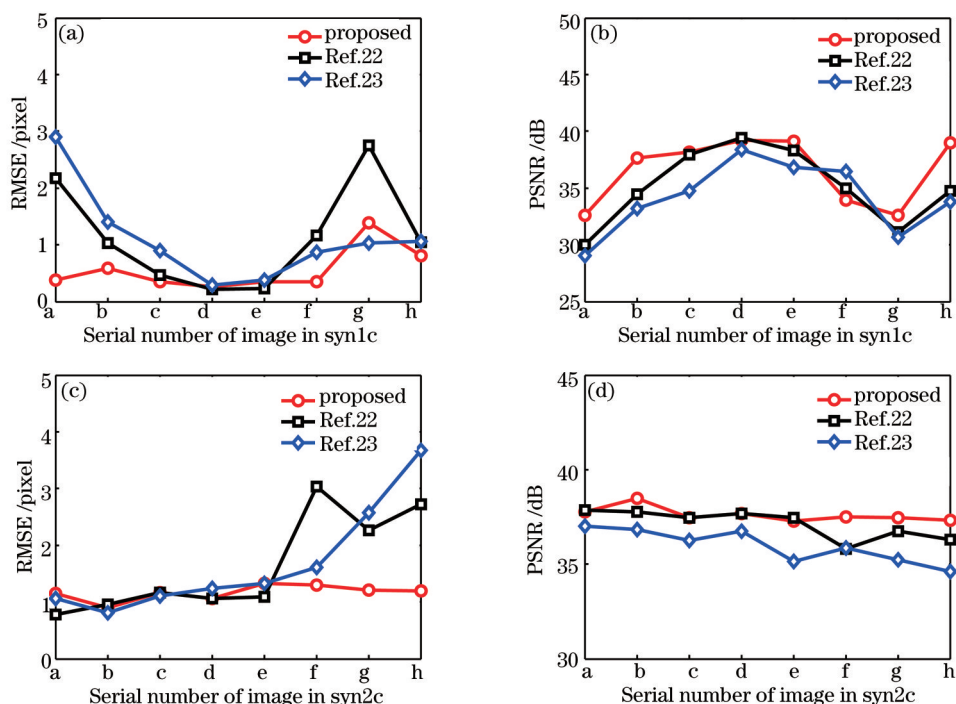 (a)
proposed
Ref.22
Ref.23
RMSE /pixel
5
4
3
2
1
0
a b c d e f g h
Serial number of image in syn1c
(b)
proposed
Ref.22
Ref.23
PSNR /dB
50
45
40
35
30
25
a b c d e f g h
Serial number of image in syn1c
(c)
proposed
Ref.22
Ref.23
RMSE /pixel
5
4
3
2
1
0
a b c d e f g h
Serial number of image in syn2c
(d)
proposed
Ref.22
Ref.23
PSNR /dB
45
40
35
30
a b c d e f g h
Serial number of image in syn2c